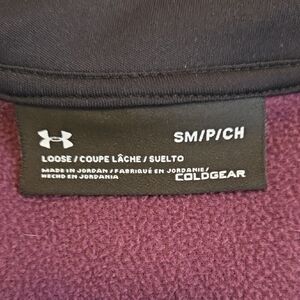 SM/P/CH
LOOSE / COUPE LÂCHE / SUELTO
MADE IN JORDAN / FABRIQUÉ EN JORDANIE/
HECHO EN JORDANIA
COLDGEAR